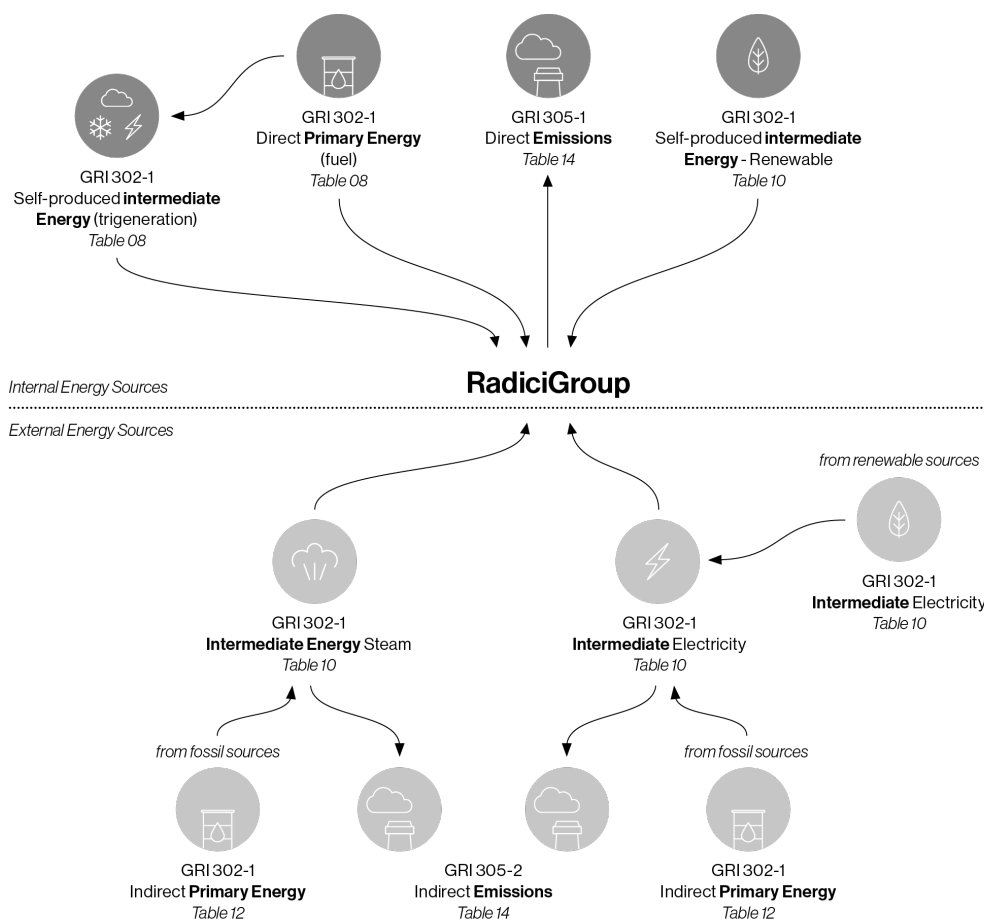 GRI 302-1
Direct Primary Energy
(fuel)
Table 08
GRI 305-1
Direct Emissions
Table 14
GRI 302-1
Self-produced intermediate
Energy - Renewable
Table 10
GRI 302-1
Self-produced intermediate
Energy (trigeneration)
Table 08
RadiciGroup
Internal Energy Sources
External Energy Sources
from renewable sources
GRI 302-1
Intermediate Electricity
Table 10
GRI 302-1
Intermediate Energy Steam
Table 10
GRI 302-1
Intermediate Electricity
Table 10
from fossil sources
from fossil sources
GRI 302-1
Indirect Primary Energy
Table 12
GRI 305-2
Indirect Emissions
Table 14
GRI 302-1
Indirect Primary Energy
Table 12